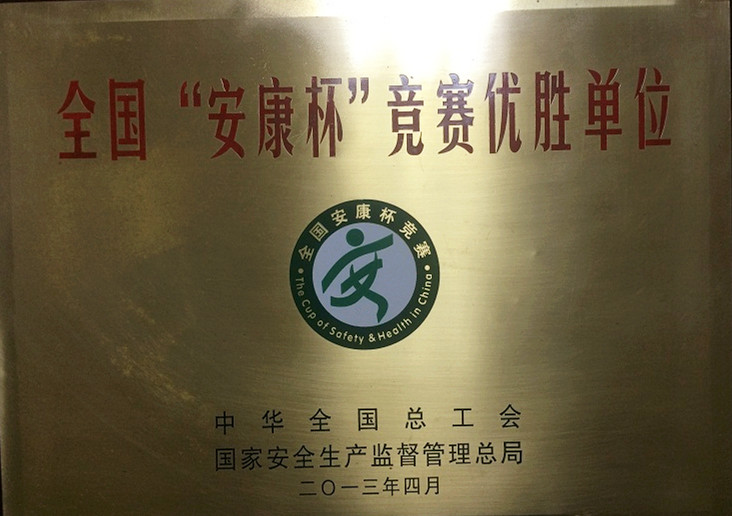 全国“安康杯”竞赛优胜单位
全国安康杯竞赛
安
The Cup of Safety & Health in China
中华全国总工会
国家安全生产监督管理总局
二〇一三年四月